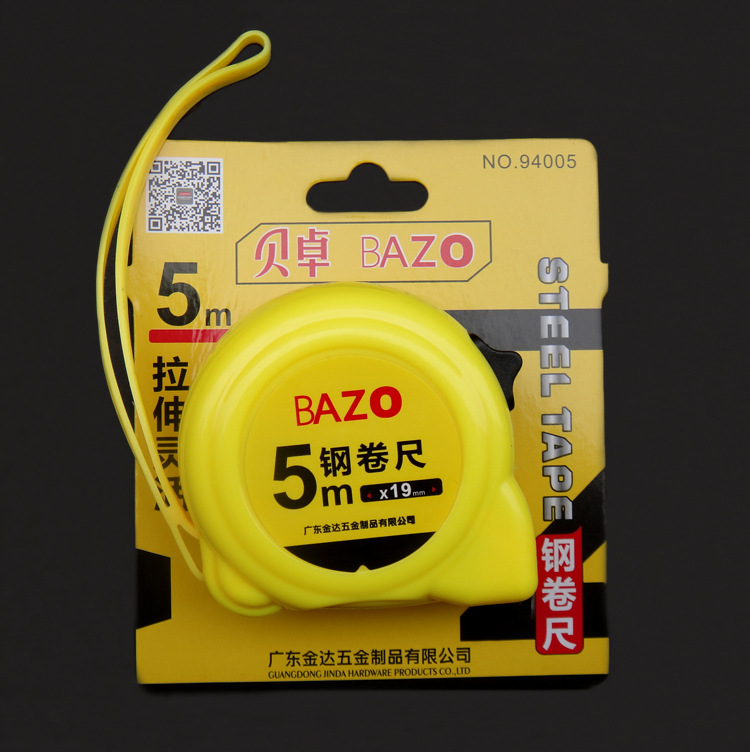 NO.94005
贝卓 BAZO
5m
拉伸灵
STEEL TAPE
钢卷尺
BAZO
5m 钢卷尺
x19mm
广东金达五金制品有限公司
广东金达五金制品有限公司
GUANGDONG JINDA HARDWARE PRODUCTS CO.,LTD